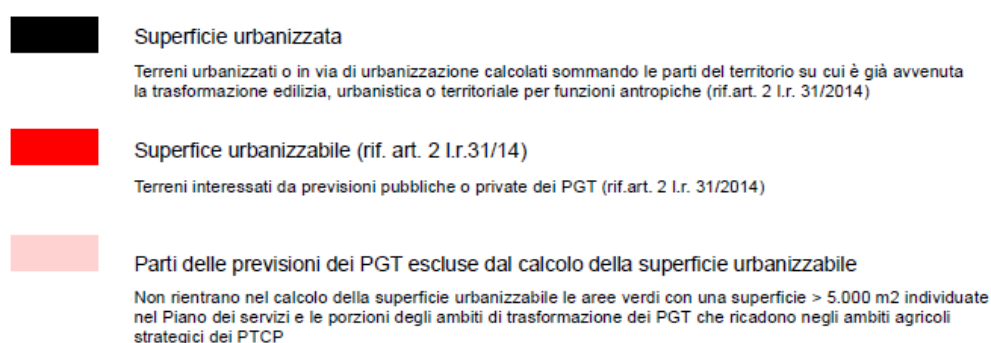 Superficie urbanizzata
Terreni urbanizzati o in via di urbanizzazione calcolati sommando le parti del territorio su cui è già avvenuta
la trasformazione edilizia, urbanistica o territoriale per funzioni antropiche (rif.art. 2 l.r. 31/2014)
Superfice urbanizzabile (rif. art. 2 l.r.31/14)
Terreni interessati da previsioni pubbliche o private dei PGT (rif.art. 2 l.r. 31/2014)
Parti delle previsioni dei PGT escluse dal calcolo della superficie urbanizzabile
Non rientrano nel calcolo della superficie urbanizzabile le aree verdi con una superficie > 5.000 m2 individuate
nel Piano dei servizi e le porzioni degli ambiti di trasformazione dei PGT che ricadono negli ambiti agricoli
strategici dei PTCP